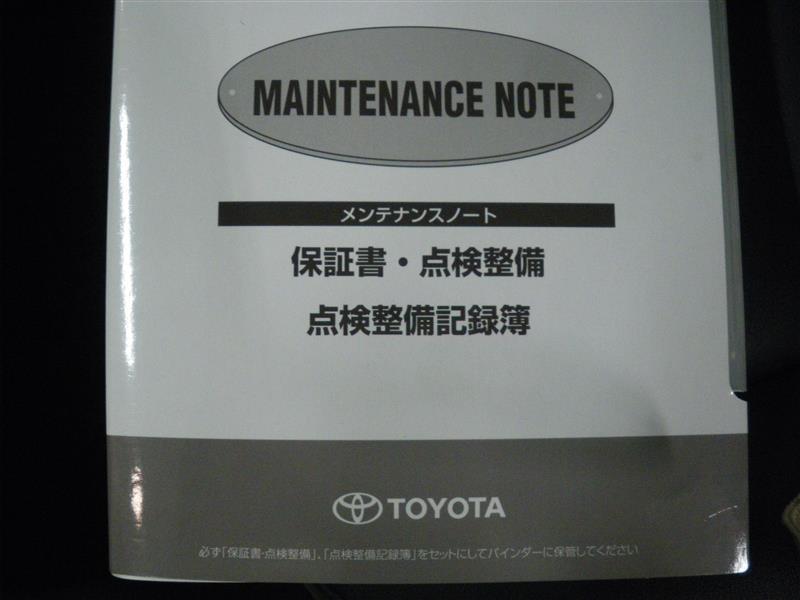 MAINTENANCE NOTE
メンテナンスノート
保証書・点検整備
点検整備記録簿
TOYOTA
必ず「保証書・点検整備」、「点検整備記録簿」をセットにしてバインダーに保管してください